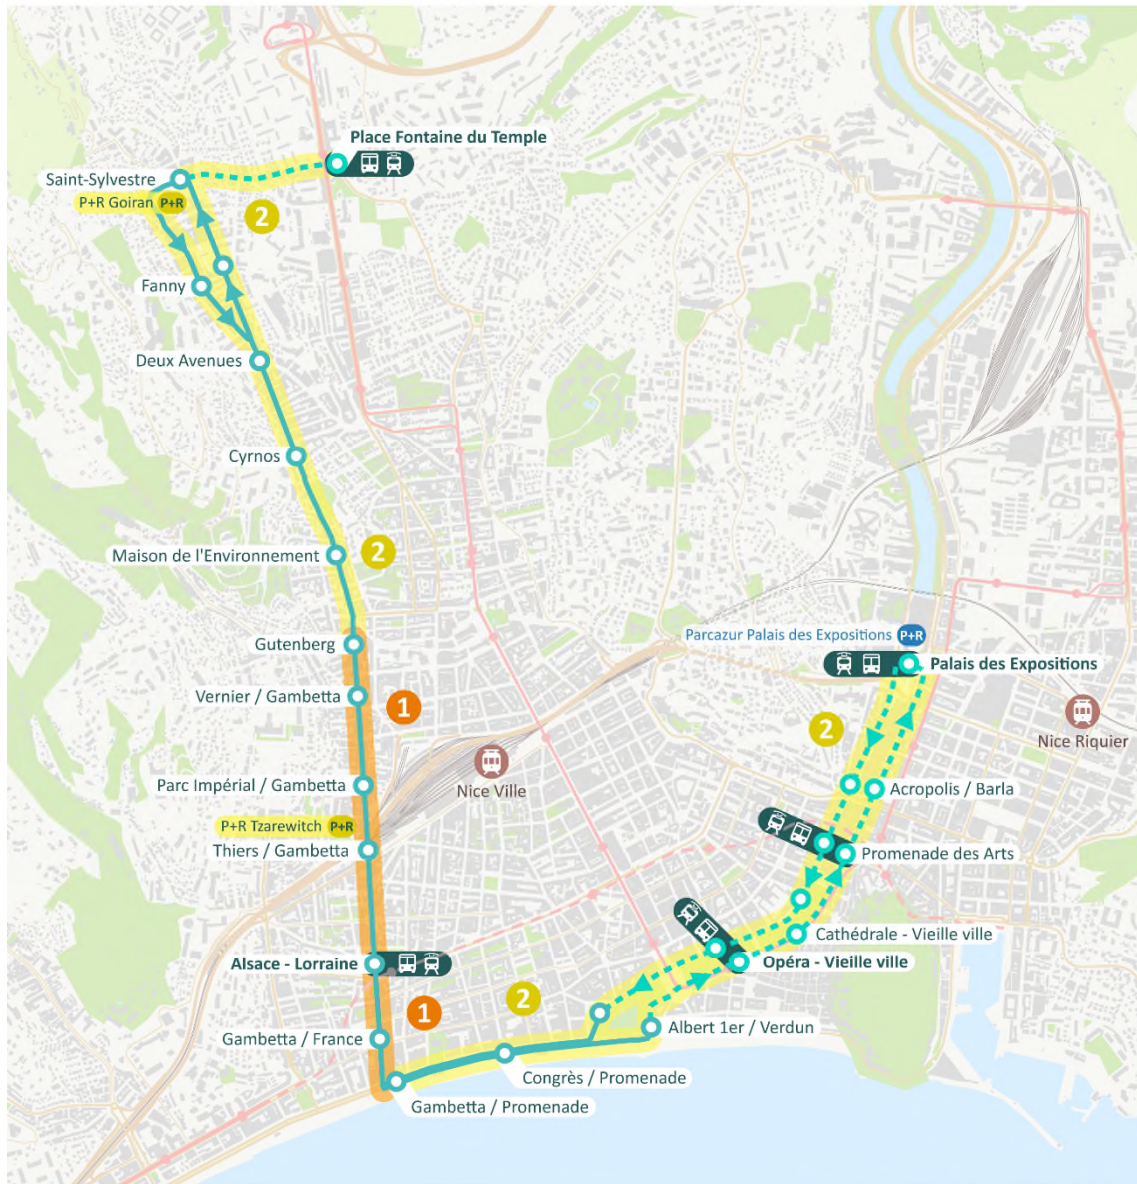 Place Fontaine du Temple
Saint-Sylvestre
P+R Goiran P+R
2
Fanny
Deux Avenues
Cyrnos
2
Maison de l'Environnement
Gutenberg
Parcazur Palais des Expositions P+R
Palais des Expositions
Vernier / Gambetta
1
2
Nice Riquier
Parc Impérial / Gambetta
Nice Ville
Acropolis / Barla
P+R Tzarewitch P+R
Thiers / Gambetta
Promenade des Arts
Cathédrale - Vieille ville
Alsace - Lorraine
Opéra - Vieille ville
2
1
Gambetta / France
Albert 1er / Verdun
Congrès / Promenade
Gambetta / Promenade